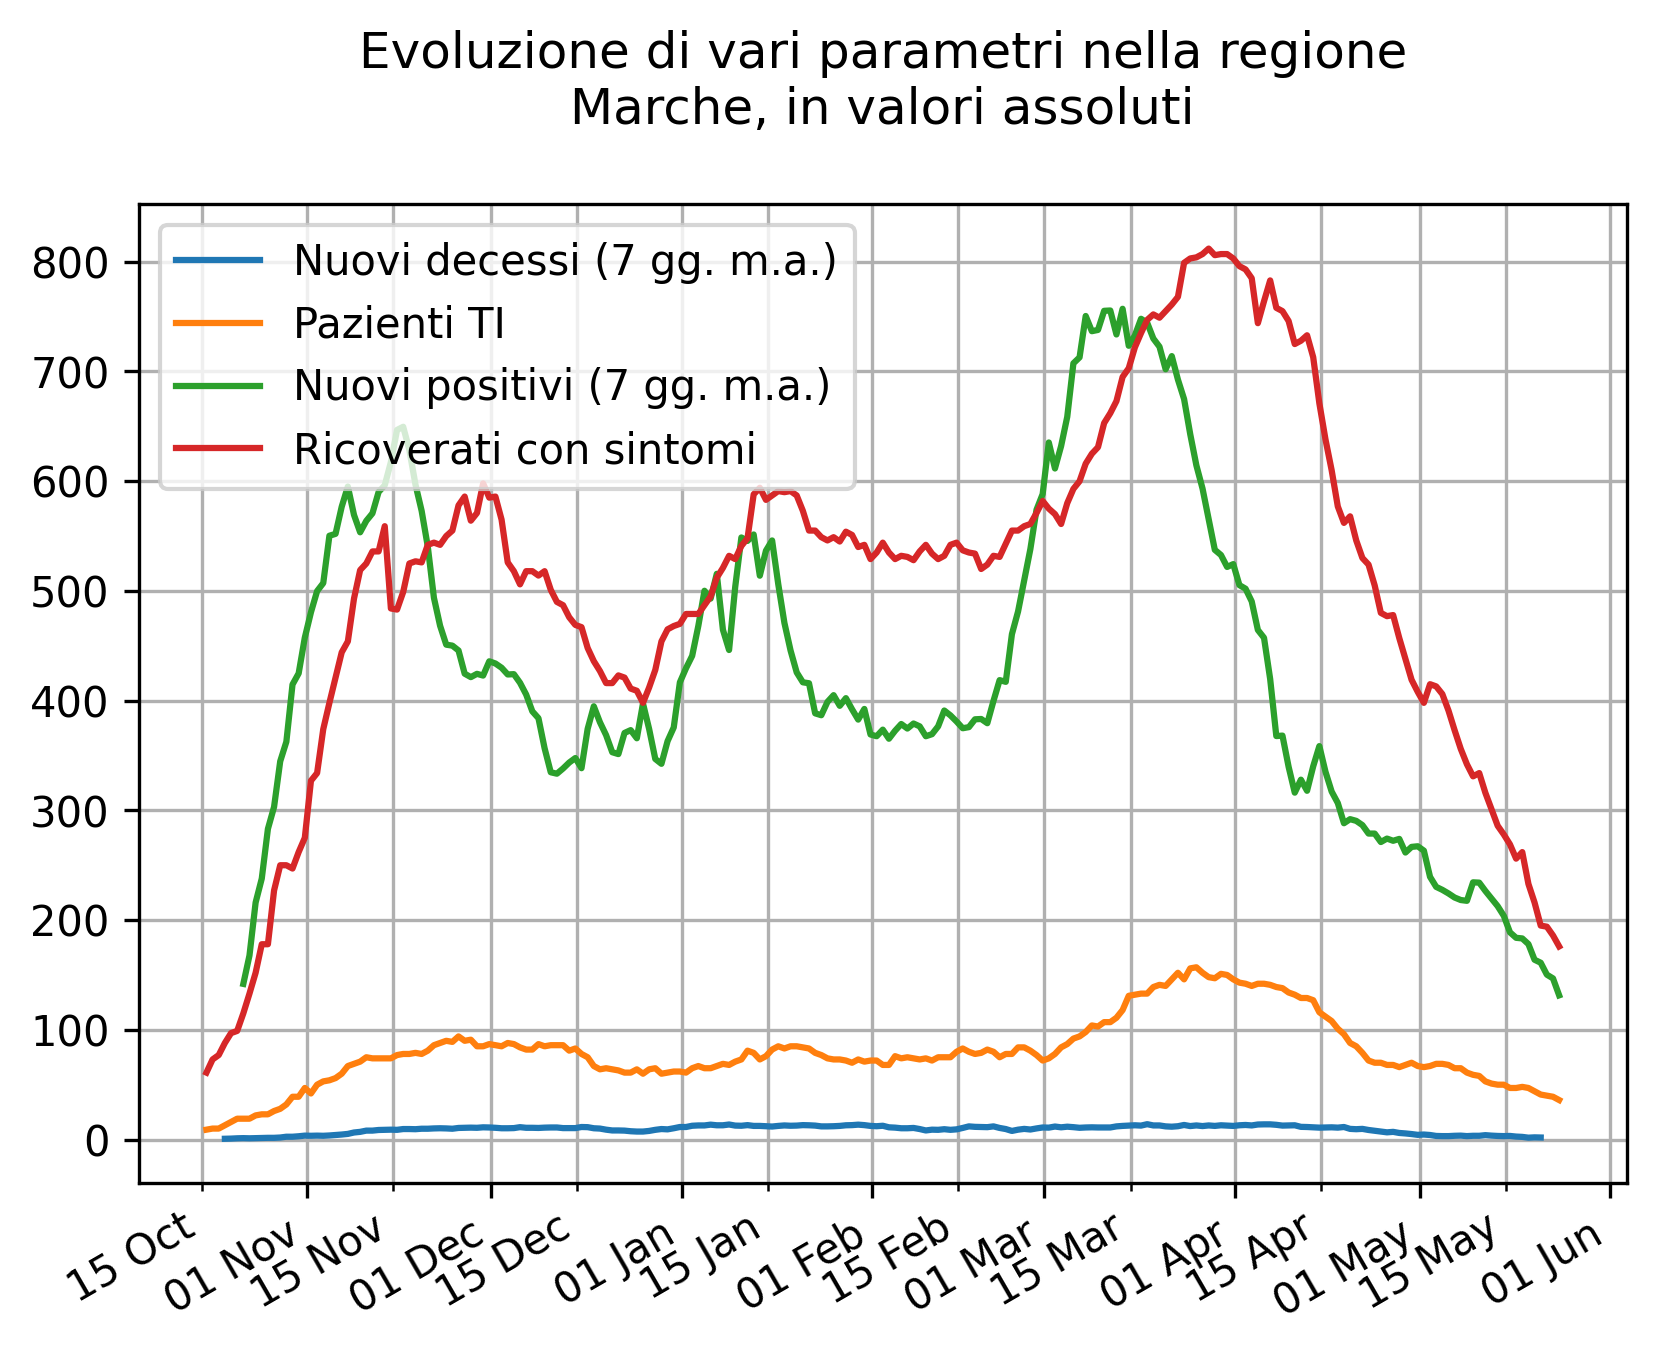 Evoluzione di vari parametri nella regione
Marche, in valori assoluti
Nuovi decessi (7 gg. m.a.)
Pazienti TI
Nuovi positivi (7 gg. m.a.)
Ricoverati con sintomi
800
700
600
500
400
300
200
100
0
15 Oct
01 Nov
15 Nov
01 Dec
15 Dec
01 Jan
15 Jan
01 Feb
15 Feb
01 Mar
15 Mar
01 Apr
15 Apr
01 May
15 May
01 Jun